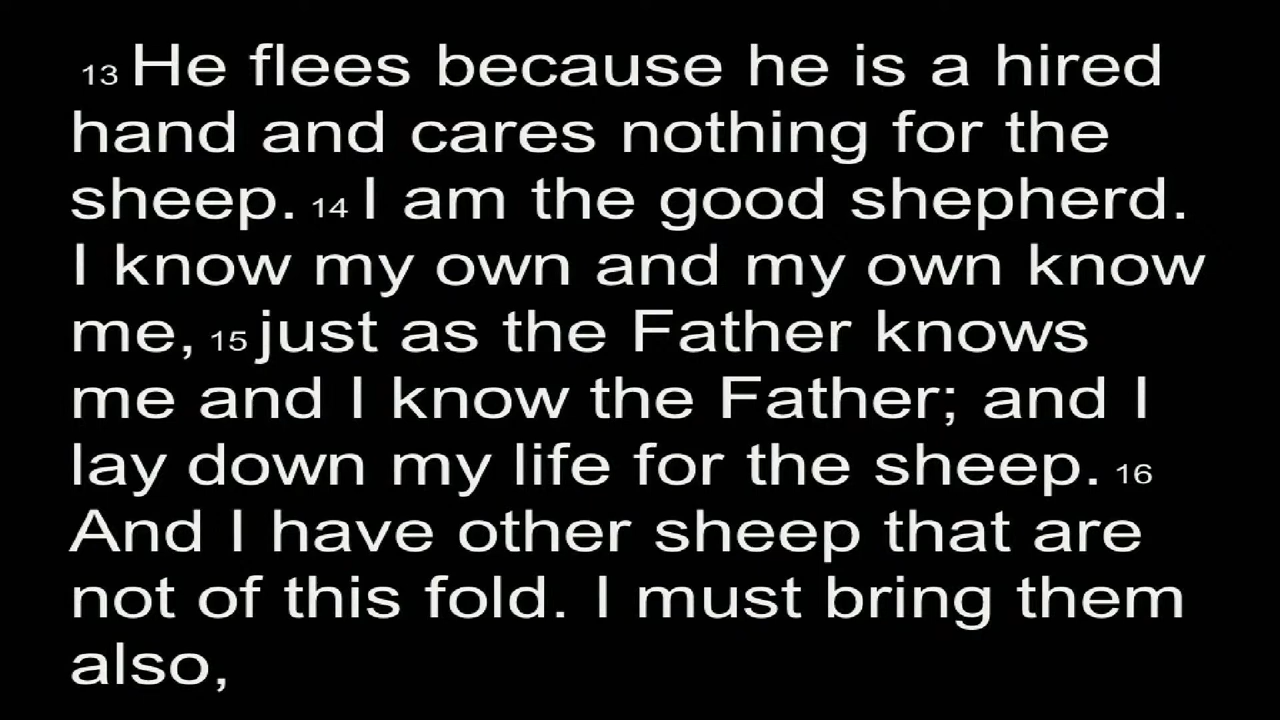 13 He flees because he is a hired
hand and cares nothing for the
sheep. 14 I am the good shepherd.
I know my own and my own know
me, 15 just as the Father knows
me and I know the Father; and I
lay down my life for the sheep. 16
And I have other sheep that are
not of this fold. I must bring them
also,